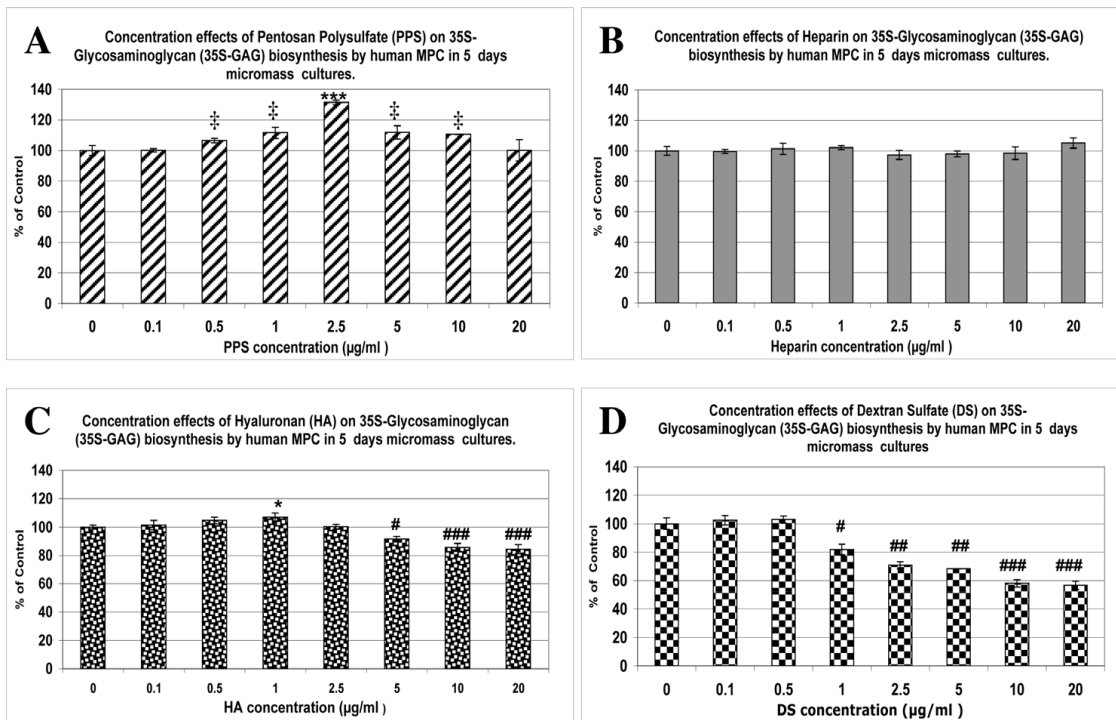 A
Concentration effects of Pentosan Polysulfate (PPS) on 35S-
Glycosaminoglycan (35S-GAG) biosynthesis by human MPC in 5 days
micromass cultures.
% of Control
140
120
100
80
60
40
20
0
‡ ‡ *** ‡ ‡
0 0.1 0.5 1 2.5 5 10 20
PPS concentration (µg/ml )
B
Concentration effects of Heparin on 35S-Glycosaminoglycan (35S-GAG)
biosynthesis by human MPC in 5 days micromass cultures.
% of Control
140
120
100
80
60
40
20
0
0 0.1 0.5 1 2.5 5 10 20
Heparin concentration (µg/ml)
C
Concentration effects of Hyaluronan (HA) on 35S-Glycosaminoglycan
(35S-GAG) biosynthesis by human MPC in 5 days micromass cultures.
% of Control
140
120
100
80
60
40
20
0
* # ### ###
0 0.1 0.5 1 2.5 5 10 20
HA concentration (µg/ml )
D
Concentration effects of Dextran Sulfate (DS) on 35S-
Glycosaminoglycan (35S-GAG) biosynthesis by human MPC in 5 days
micromass cultures
% of Control
140
120
100
80
60
40
20
0
# ## ## ### ###
0 0.1 0.5 1 2.5 5 10 20
DS concentration (µg/ml )